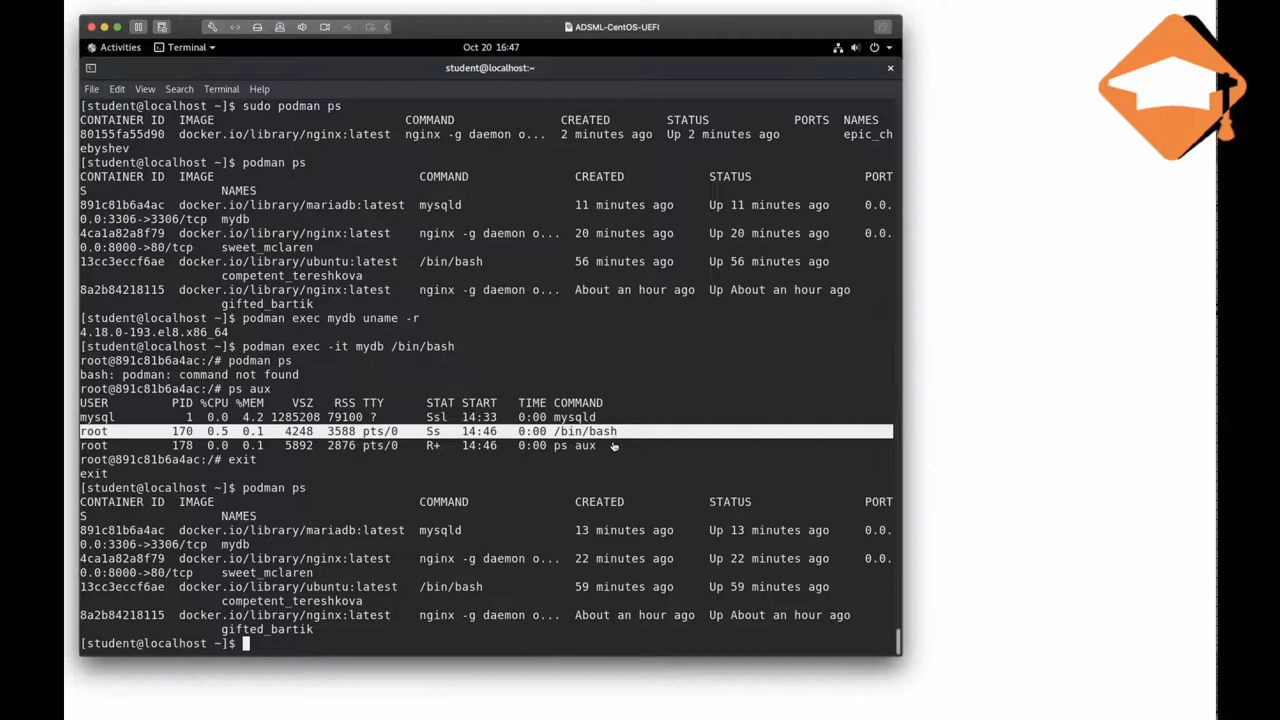 ADSML-CentOS-UEFI
Activities Terminal Oct 20 16:47
student@localhost:~
File Edit View Search Terminal Help
[student@localhost ~]$ sudo podman ps
CONTAINER ID  IMAGE                           COMMAND               CREATED        STATUS            PORTS  NAMES
80155fa55d90  docker.io/library/nginx:latest  nginx -g daemon o...  2 minutes ago  Up 2 minutes ago         epic_ch
ebyshev
[student@localhost ~]$ podman ps
CONTAINER ID  IMAGE                             COMMAND               CREATED            STATUS                PORT
S                   NAMES
891c81b6a4ac  docker.io/library/mariadb:latest  mysqld                11 minutes ago     Up 11 minutes ago     0.0.
0.0:3306->3306/tcp  mydb
4ca1a82a8f79  docker.io/library/nginx:latest    nginx -g daemon o...  20 minutes ago     Up 20 minutes ago     0.0.
0.0:8000->80/tcp    sweet_mclaren
13cc3eccf6ae  docker.io/library/ubuntu:latest   /bin/bash             56 minutes ago     Up 56 minutes ago
                    competent_tereshkova
8a2b84218115  docker.io/library/nginx:latest    nginx -g daemon o...  About an hour ago  Up About an hour ago
                    gifted_bartik
[student@localhost ~]$ podman exec mydb uname -r
4.18.0-193.el8.x86_64
[student@localhost ~]$ podman exec -it mydb /bin/bash
root@891c81b6a4ac:/# podman ps
bash: podman: command not found
root@891c81b6a4ac:/# ps aux
USER         PID %CPU %MEM    VSZ   RSS TTY      STAT START   TIME COMMAND
mysql          1  0.0  4.2 1285208 79100 ?       Ssl  14:33   0:00 mysqld
root         170  0.5  0.1   4248  3588 pts/0    Ss   14:46   0:00 /bin/bash
root         178  0.0  0.1   5892  2876 pts/0    R+   14:46   0:00 ps aux
root@891c81b6a4ac:/# exit
exit
[student@localhost ~]$ podman ps
CONTAINER ID  IMAGE                             COMMAND               CREATED            STATUS                PORT
S                   NAMES
891c81b6a4ac  docker.io/library/mariadb:latest  mysqld                13 minutes ago     Up 13 minutes ago     0.0.
0.0:3306->3306/tcp  mydb
4ca1a82a8f79  docker.io/library/nginx:latest    nginx -g daemon o...  22 minutes ago     Up 22 minutes ago     0.0.
0.0:8000->80/tcp    sweet_mclaren
13cc3eccf6ae  docker.io/library/ubuntu:latest   /bin/bash             59 minutes ago     Up 59 minutes ago
                    competent_tereshkova
8a2b84218115  docker.io/library/nginx:latest    nginx -g daemon o...  About an hour ago  Up About an hour ago
                    gifted_bartik
[student@localhost ~]$